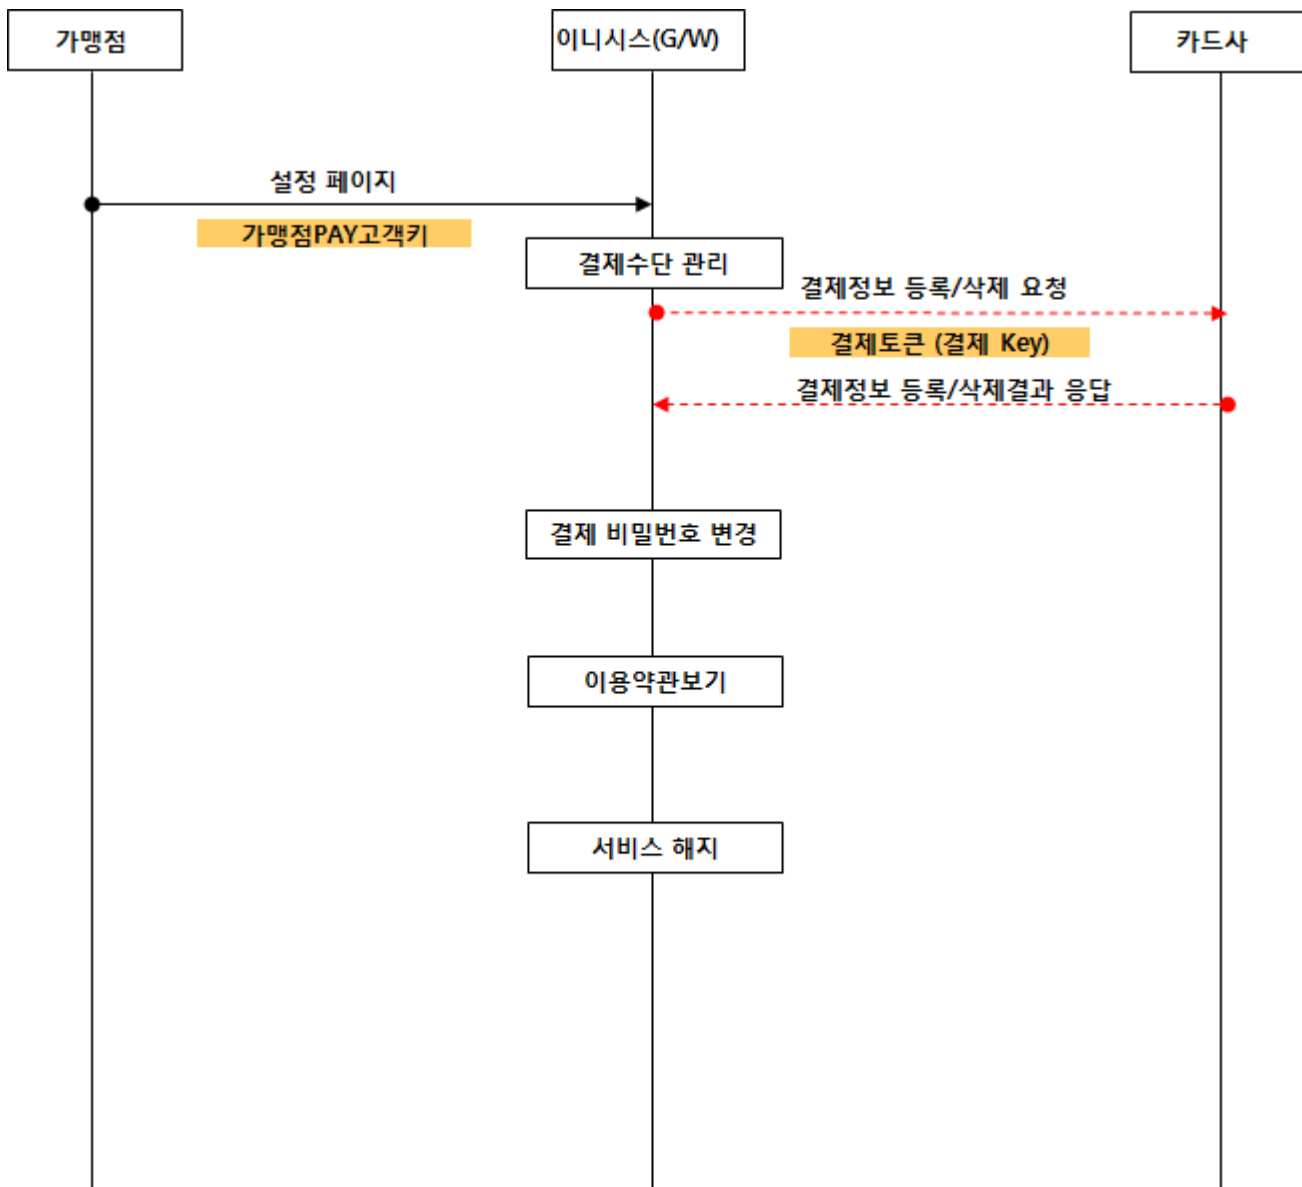 가맹점
이니시스(G/W)
카드사
설정 페이지
가맹점PAY고객키
결제수단 관리
결제정보 등록/삭제 요청
결제토큰 (결제 Key)
결제정보 등록/삭제결과 응답
결제 비밀번호 변경
이용약관보기
서비스 해지